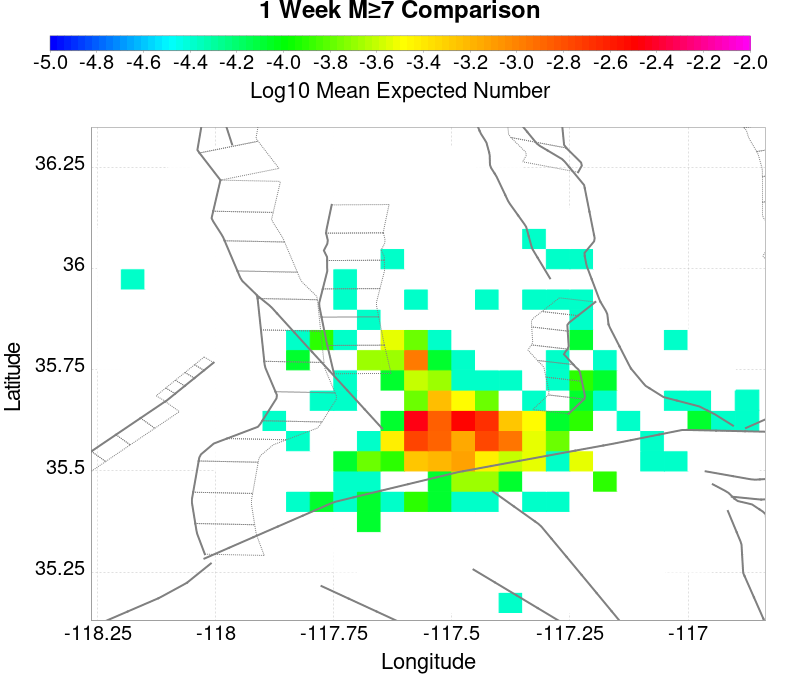 1 Week M≥7 Comparison
-5.0 -4.8 -4.6 -4.4 -4.2 -4.0 -3.8 -3.6 -3.4 -3.2 -3.0 -2.8 -2.6 -2.4 -2.2 -2.0
Log10 Mean Expected Number
36.25
36
35.75
35.5
35.25
Latitude
-118.25 -118 -117.75 -117.5 -117.25 -117
Longitude